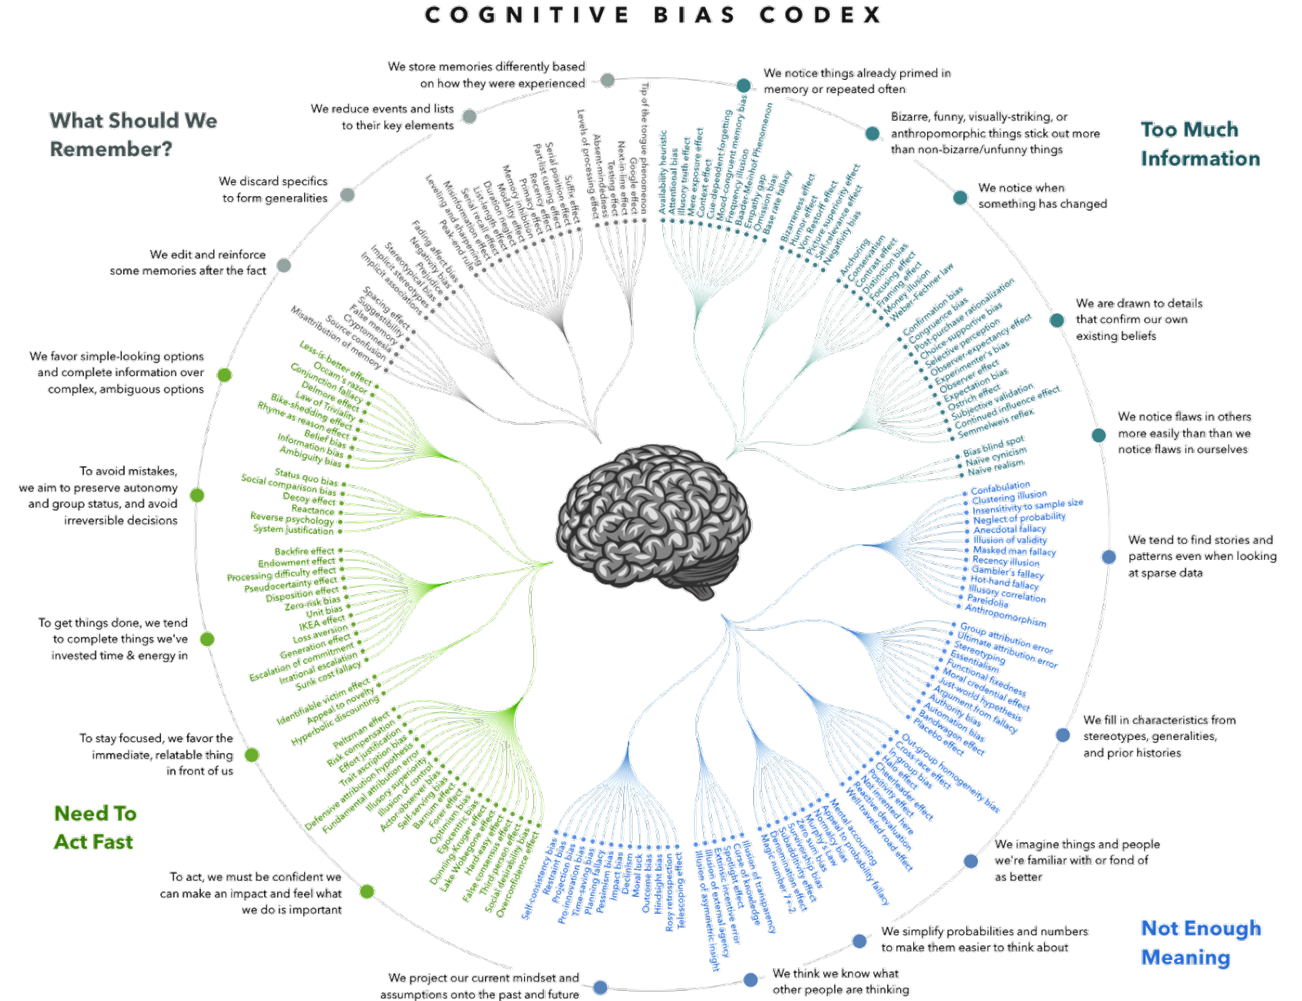 COGNITIVE BIAS CODEX
What Should We
Remember?
We store memories differently based
on how they were experienced
We reduce events and lists
to their key elements
We discard specifics
to form generalities
We edit and reinforce
some memories after the fact
Too Much
Information
We notice things already primed in
memory or repeated often
Bizarre, funny, visually-striking, or
anthropomorphic things stick out more
than non-bizarre/unfunny things
We notice when
something has changed
We are drawn to details
that confirm our own
existing beliefs
We notice flaws in others
more easily than than we
notice flaws in ourselves
Not Enough
Meaning
We tend to find stories and
patterns even when looking
at sparse data
We fill in characteristics from
stereotypes, generalities,
and prior histories
We imagine things and people
we're familiar with or fond of
as better
We simplify probabilities and numbers
to make them easier to think about
We think we know what
other people are thinking
We project our current mindset and
assumptions onto the past and future
Need To
Act Fast
We favor simple-looking options
and complete information over
complex, ambiguous options
To avoid mistakes,
we aim to preserve autonomy
and group status, and avoid
irreversible decisions
To get things done, we tend
to complete things we've
invested time & energy in
To stay focused, we favor the
immediate, relatable thing
in front of us
To act, we must be confident we
can make an impact and feel what
we do is important
Tip of the tongue phenomenon
Google effect
Next-in-line effect
Testing effect
Absent-mindedness
Levels of processing effect
Suffix effect
Serial position effect
Part-list cueing effect
Recency effect
Primacy effect
Memory inhibition
Modality effect
Duration neglect
List-length effect
Serial recall effect
Misinformation effect
Leveling and sharpening
Peak-end rule
Fading affect bias
Negativity bias
Prejudice
Stereotypical bias
Implicit stereotypes
Implicit associations
Spacing effect
Suggestibility
False memory
Cryptomnesia
Source confusion
Misattribution of memory
Availability heuristic
Attentional bias
Illusory truth effect
Mere exposure effect
Context effect
Cue-dependent forgetting
Mood-congruent memory bias
Frequency illusion
Baader-Meinhof Phenomenon
Empathy gap
Omission bias
Base rate fallacy
Bizarreness effect
Humor effect
Von Restorff effect
Picture superiority effect
Self-relevance effect
Negativity bias
Anchoring
Conservatism
Contrast effect
Distinction bias
Focusing effect
Framing effect
Money illusion
Weber-Fechner law
Confirmation bias
Congruence bias
Post-purchase rationalization
Choice-supportive bias
Selective perception
Observer-expectancy effect
Experimenter's bias
Observer effect
Expectation bias
Ostrich effect
Subjective validation
Continued influence effect
Semmelweis reflex
Bias blind spot
Naïve cynicism
Naïve realism
Confabulation
Clustering illusion
Insensitivity to sample size
Neglect of probability
Anecdotal fallacy
Illusion of validity
Masked man fallacy
Recency illusion
Gambler's fallacy
Hot-hand fallacy
Illusory correlation
Pareidolia
Anthropomorphism
Group attribution error
Ultimate attribution error
Stereotyping
Essentialism
Functional fixedness
Moral credential effect
Just-world hypothesis
Argument from fallacy
Authority bias
Automation bias
Bandwagon effect
Placebo effect
Out-group homogeneity bias
Cross-race effect
In-group bias
Halo effect
Cheerleader effect
Positivity effect
Not invented here
Reactive devaluation
Well-traveled road effect
Mental accounting
Appeal to probability fallacy
Normalcy bias
Murphy's Law
Zero sum bias
Survivorship bias
Subadditivity effect
Denomination effect
Magic number 7+-2
Illusion of transparency
Curse of knowledge
Spotlight effect
Extrinsic incentive error
Illusion of external agency
Illusion of asymmetric insight
Telescoping effect
Rosy retrospection
Hindsight bias
Outcome bias
Moral luck
Declinism
Impact bias
Pessimism bias
Planning fallacy
Time-saving bias
Pro-innovation bias
Projection bias
Restraint bias
Self-consistency bias
Less-is-better effect
Occam's razor
Conjunction fallacy
Delmore effect
Law of Triviality
Bike-shedding effect
Rhyme as reason effect
Belief bias
Information bias
Ambiguity bias
Status quo bias
Social comparison bias
Decoy effect
Reactance
Reverse psychology
System justification
Backfire effect
Endowment effect
Processing difficulty effect
Pseudocertainty effect
Disposition effect
Zero-risk bias
Unit bias
IKEA effect
Loss aversion
Generation effect
Escalation of commitment
Irrational escalation
Sunk cost fallacy
Identifiable victim effect
Appeal to novelty
Hyperbolic discounting
Peltzman effect
Risk compensation
Effort justification
Trait ascription bias
Defensive attribution hypothesis
Fundamental attribution error
Illusory superiority
Illusion of control
Actor-observer bias
Self-serving bias
Barnum effect
Forer effect
Optimism bias
Egocentric bias
Dunning-Kruger effect
Lake Wobegone effect
Hard-easy effect
False consensus effect
Third-person effect
Social desirability bias
Overconfidence effect